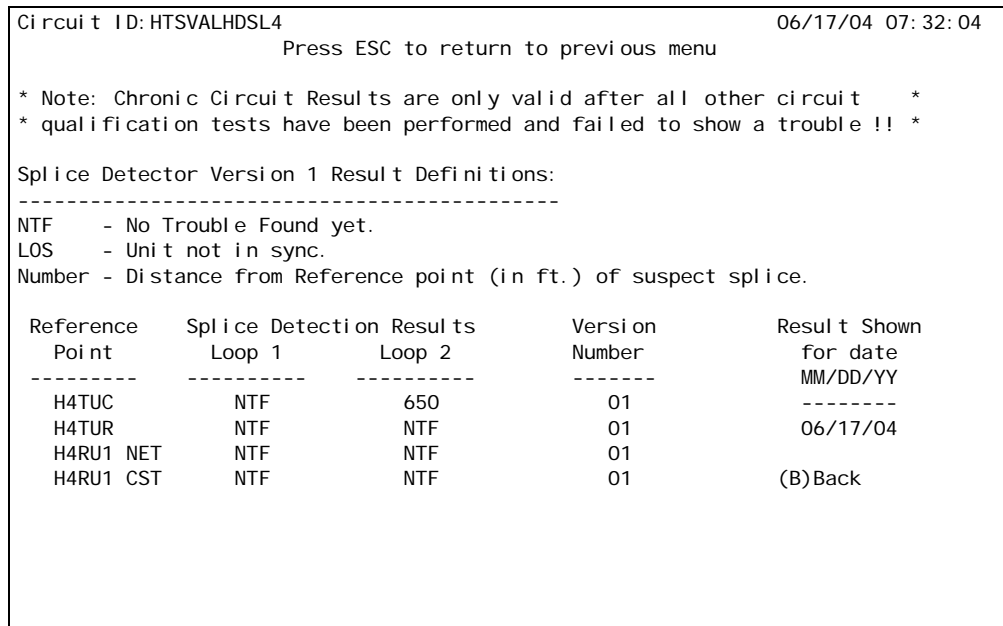 Circuit ID:HTSVALHDSL4 06/17/04 07:32:04
Press ESC to return to previous menu
* Note: Chronic Circuit Results are only valid after all other circuit *
* qualification tests have been performed and failed to show a trouble !! *
Splice Detector Version 1 Result Definitions:
---------------------------------------------
NTF - No Trouble Found yet.
LOS - Unit not in sync.
Number - Distance from Reference point (in ft.) of suspect splice.
Reference Splice Detection Results Version Result Shown
Point Loop 1 Loop 2 Number for date
--------- ---------- ---------- ------- MM/DD/YY
H4TUC NTF 650 01 --------
H4TUR NTF NTF 01 06/17/04
H4RU1 NET NTF NTF 01
H4RU1 CST NTF NTF 01 (B)Back